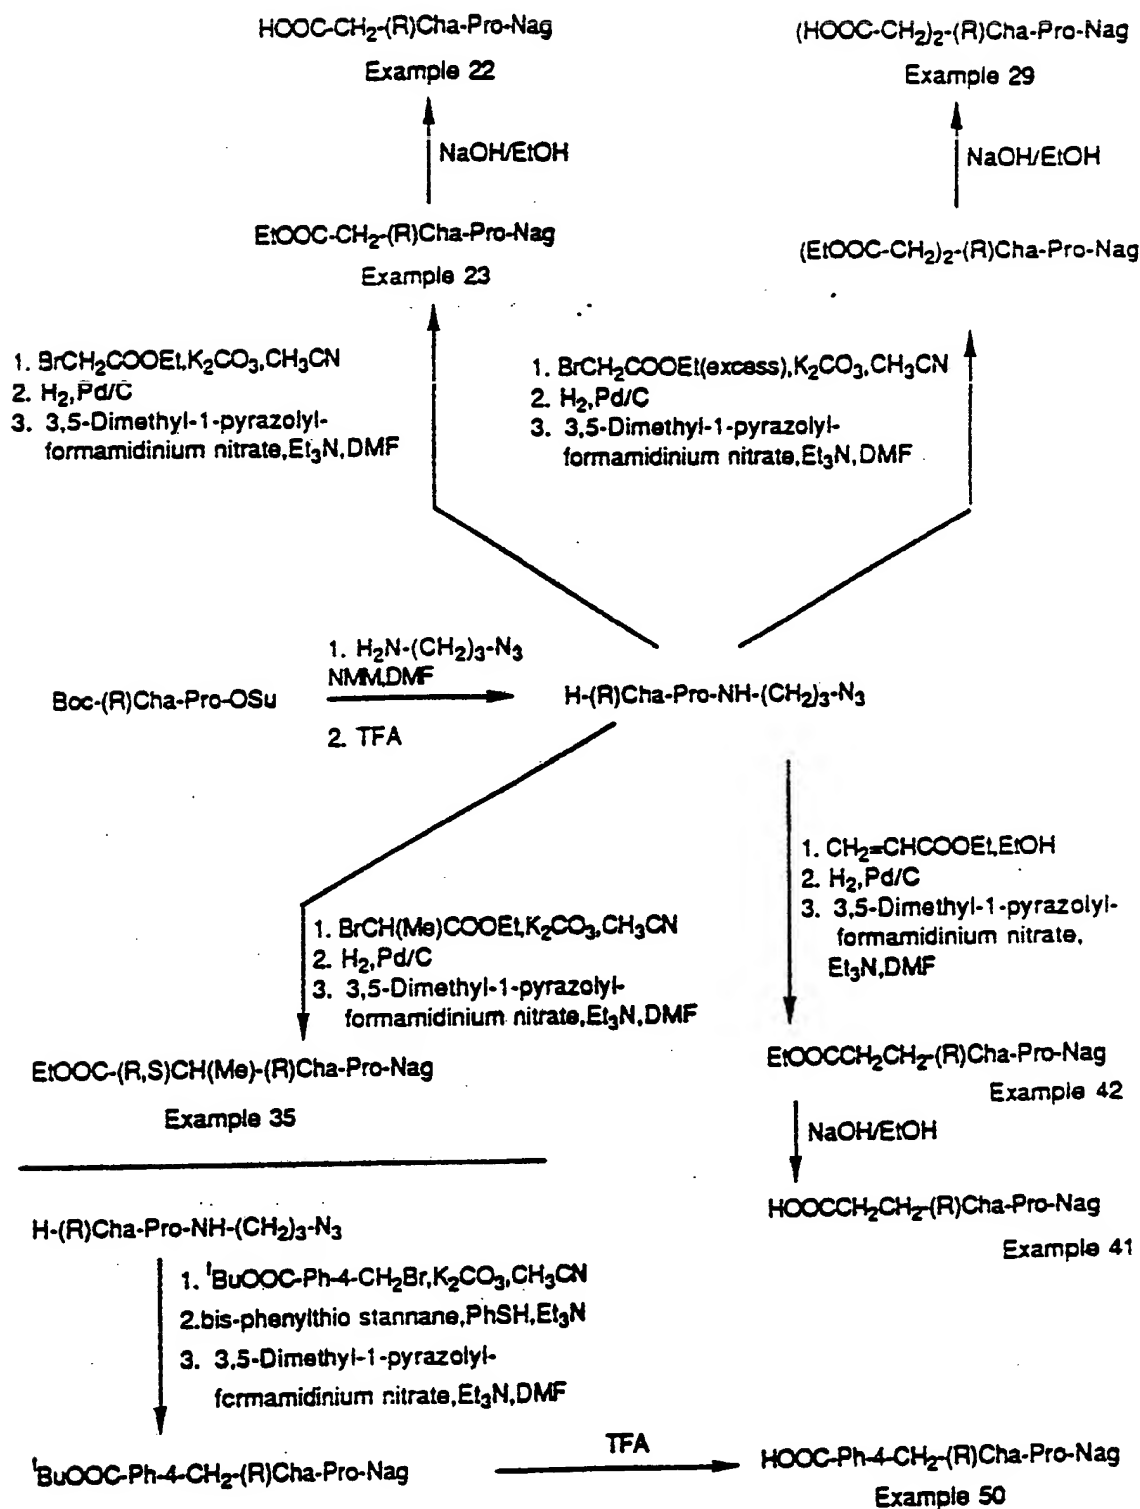 HOOC-CH₂-(R)Cha-Pro-Nag
Example 22
(HOOC-CH₂)₂-(R)Cha-Pro-Nag
Example 29
NaOH/EtOH
NaOH/EtOH
EtOOC-CH₂-(R)Cha-Pro-Nag
Example 23
(EtOOC-CH₂)₂-(R)Cha-Pro-Nag
1. BrCH₂COOEt,K₂CO₃,CH₃CN
2. H₂,Pd/C
3. 3,5-Dimethyl-1-pyrazolyl-
formamidinium nitrate,Et₃N,DMF
1. BrCH₂COOEt(excess),K₂CO₃,CH₃CN
2. H₂,Pd/C
3. 3,5-Dimethyl-1-pyrazolyl-
formamidinium nitrate,Et₃N,DMF
Boc-(R)Cha-Pro-OSu
1. H₂N-(CH₂)₃-N₃
NMM,DMF
2. TFA
H-(R)Cha-Pro-NH-(CH₂)₃-N₃
1. BrCH(Me)COOEt,K₂CO₃,CH₃CN
2. H₂,Pd/C
3. 3,5-Dimethyl-1-pyrazolyl-
formamidinium nitrate,Et₃N,DMF
1. CH₂=CHCOOEt,EtOH
2. H₂,Pd/C
3. 3,5-Dimethyl-1-pyrazolyl-
formamidinium nitrate,
Et₃N,DMF
EtOOC-(R,S)CH(Me)-(R)Cha-Pro-Nag
Example 35
EtOOCCH₂CH₂-(R)Cha-Pro-Nag
Example 42
NaOH/EtOH
HOOCCH₂CH₂-(R)Cha-Pro-Nag
Example 41
H-(R)Cha-Pro-NH-(CH₂)₃-N₃
1. ᵗBuOOC-Ph-4-CH₂Br,K₂CO₃,CH₃CN
2.bis-phenylthio stannane,PhSH,Et₃N
3. 3,5-Dimethyl-1-pyrazolyl-
formamidinium nitrate,Et₃N,DMF
ᵗBuOOC-Ph-4-CH₂-(R)Cha-Pro-Nag
TFA
HOOC-Ph-4-CH₂-(R)Cha-Pro-Nag
Example 50